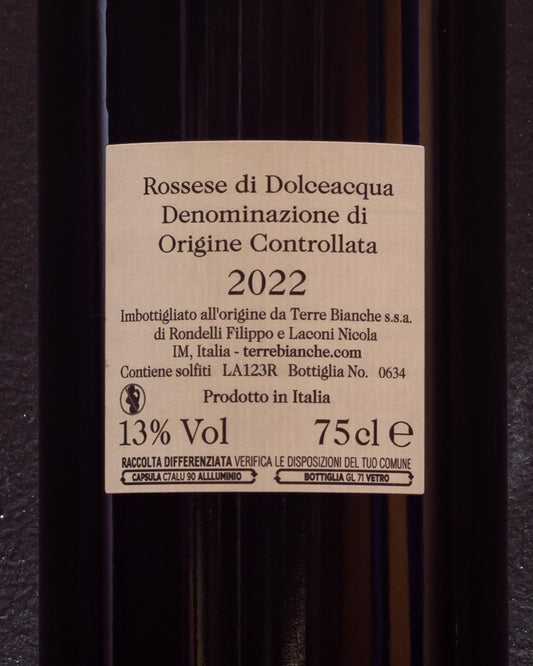 Rossese di Dolceacqua
Denominazione di
Origine Controllata
2022
Imbottigliato all'origine da Terre Bianche s.s.a.
di Rondelli Filippo e Laconi Nicola
IM, Italia - terrebianche.com
Contiene solfiti LA123R Bottiglia No. 0634
Prodotto in Italia
13% Vol 75 cl ℮
RACCOLTA DIFFERENZIATA VERIFICA LE DISPOSIZIONI DEL TUO COMUNE
CAPSULA C7ALU 90 ALLLUMINIO BOTTIGLIA GL 71 VETRO